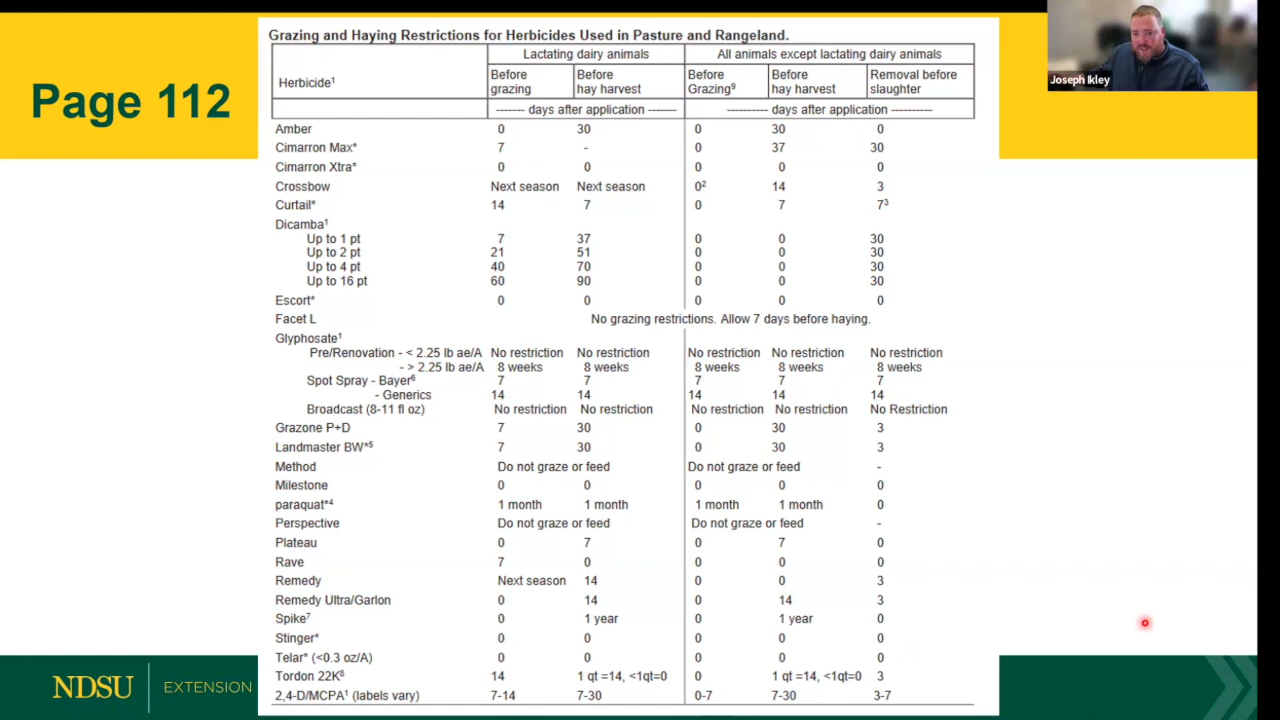 Page 112
Joseph Ikley
Grazing and Haying Restrictions for Herbicides Used in Pasture and Rangeland.
Lactating dairy animals All animals except lactating dairy animals
Herbicide¹ Before grazing Before hay harvest Before Grazing⁹ Before hay harvest Removal before slaughter
------- days after application ------- ---------- days after application ----------
Amber 0 30 0 30 0
Cimarron Max* 7 - 0 37 30
Cimarron Xtra* 0 0 0 0 0
Crossbow Next season Next season 0² 14 3
Curtail* 14 7 0 7 7³
Dicamba¹
Up to 1 pt 7 37 0 0 30
Up to 2 pt 21 51 0 0 30
Up to 4 pt 40 70 0 0 30
Up to 16 pt 60 90 0 0 30
Escort* 0 0 0 0 0
Facet L No grazing restrictions. Allow 7 days before haying.
Glyphosate¹
Pre/Renovation - < 2.25 lb ae/A No restriction No restriction No restriction No restriction No restriction
- > 2.25 lb ae/A 8 weeks 8 weeks 8 weeks 8 weeks 8 weeks
Spot Spray - Bayer⁶ 7 7 7 7 7
- Generics 14 14 14 14 14
Broadcast (8-11 fl oz) No restriction No restriction No restriction No restriction No Restriction
Grazone P+D 7 30 0 30 3
Landmaster BW*⁵ 7 30 0 30 3
Method Do not graze or feed Do not graze or feed -
Milestone 0 0 0 0 0
paraquat*⁴ 1 month 1 month 1 month 1 month 0
Perspective Do not graze or feed Do not graze or feed -
Plateau 0 7 0 7 0
Rave 7 0 0 0 0
Remedy Next season 14 0 0 3
Remedy Ultra/Garlon 0 14 0 14 3
Spike⁷ 0 1 year 0 1 year 0
Stinger* 0 0 0 0 0
Telar* (<0.3 oz/A) 0 0 0 0 0
Tordon 22K⁸ 14 1 qt =14, <1qt=0 0 1 qt =14, <1qt=0 3
2,4-D/MCPA¹ (labels vary) 7-14 7-30 0-7 7-30 3-7
NDSU EXTENSION